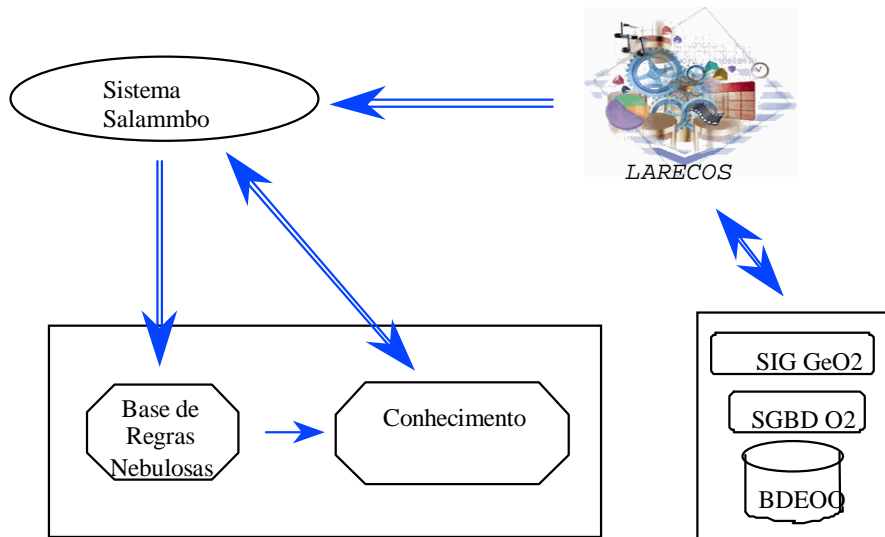 Sistema
Salammbo
LARECOS
SIG GeO2
Base de
Regras
Nebulosas
Conhecimento
SGBD O2
BDEOO